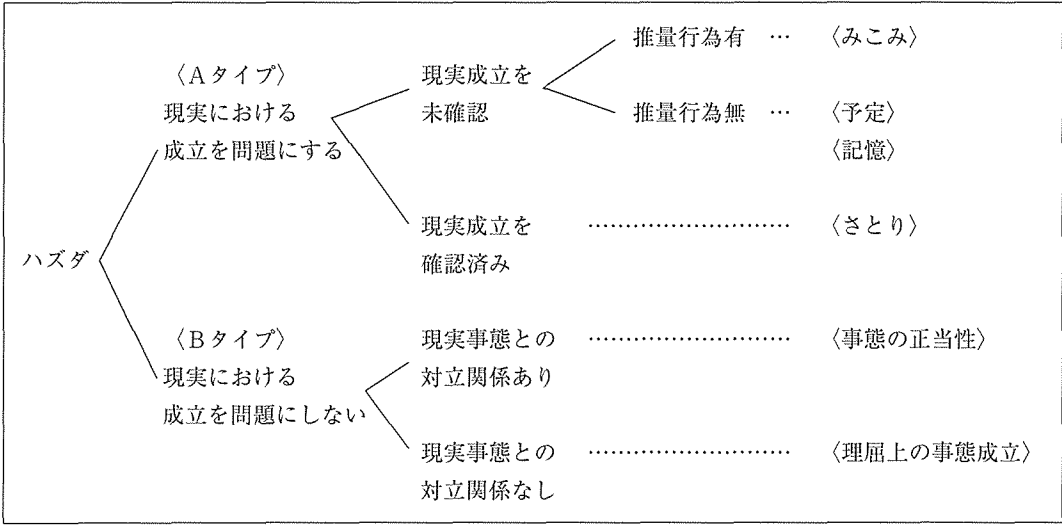 ハズダ
〈Aタイプ〉
現実における
成立を問題にする
現実成立を
未確認
推量行為有 … 〈みこみ〉
推量行為無 … 〈予定〉
〈記憶〉
現実成立を
確認済み ………………………… 〈さとり〉
〈Bタイプ〉
現実における
成立を問題にしない
現実事態との
対立関係あり ………………………… 〈事態の正当性〉
現実事態との
対立関係なし ………………………… 〈理屈上の事態成立〉